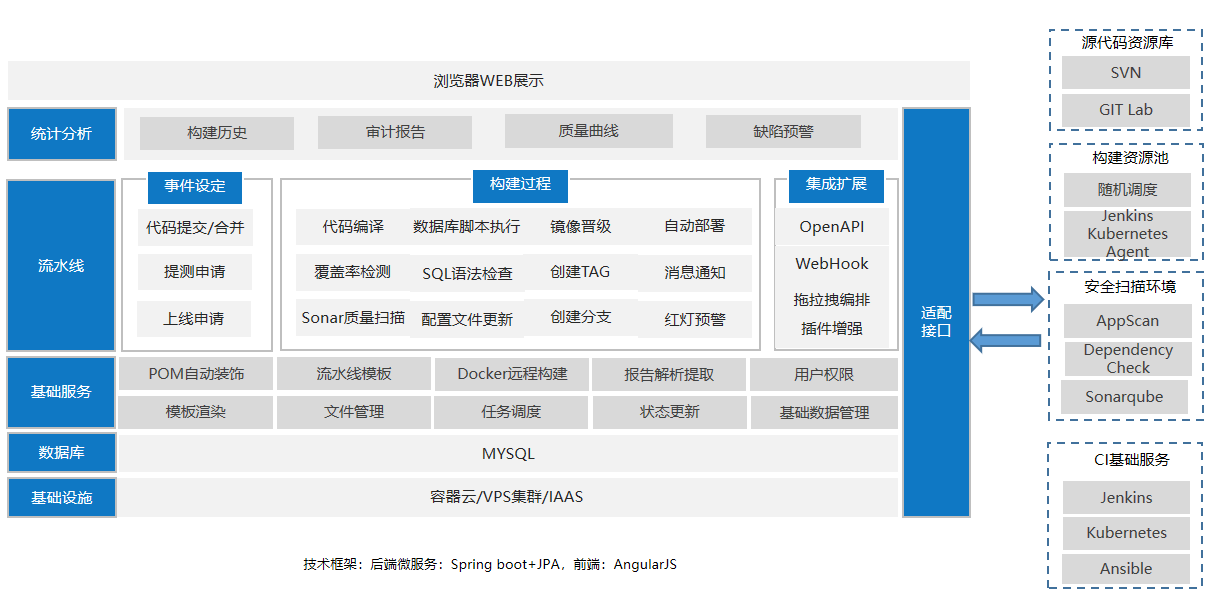 浏览器WEB展示
统计分析
构建历史
审计报告
质量曲线
缺陷预警
流水线
事件设定
代码提交/合并
提测申请
上线申请
构建过程
代码编译
数据库脚本执行
镜像晋级
自动部署
覆盖率检测
SQL语法检查
创建TAG
消息通知
Sonar质量扫描
配置文件更新
创建分支
红灯预警
集成扩展
OpenAPI
WebHook
拖拉拽编排
插件增强
基础服务
POM自动装饰
流水线模板
Docker远程构建
报告解析提取
用户权限
模板渲染
文件管理
任务调度
状态更新
基础数据管理
数据库
MYSQL
基础设施
容器云/VPS集群/IAAS
适配
接口
源代码资源库
SVN
GIT Lab
构建资源池
随机调度
Jenkins
Kubernetes
Agent
安全扫描环境
AppScan
Dependency
Check
Sonarqube
CI基础服务
Jenkins
Kubernetes
Ansible
技术框架：后端微服务：Spring boot+JPA，前端：AngularJS